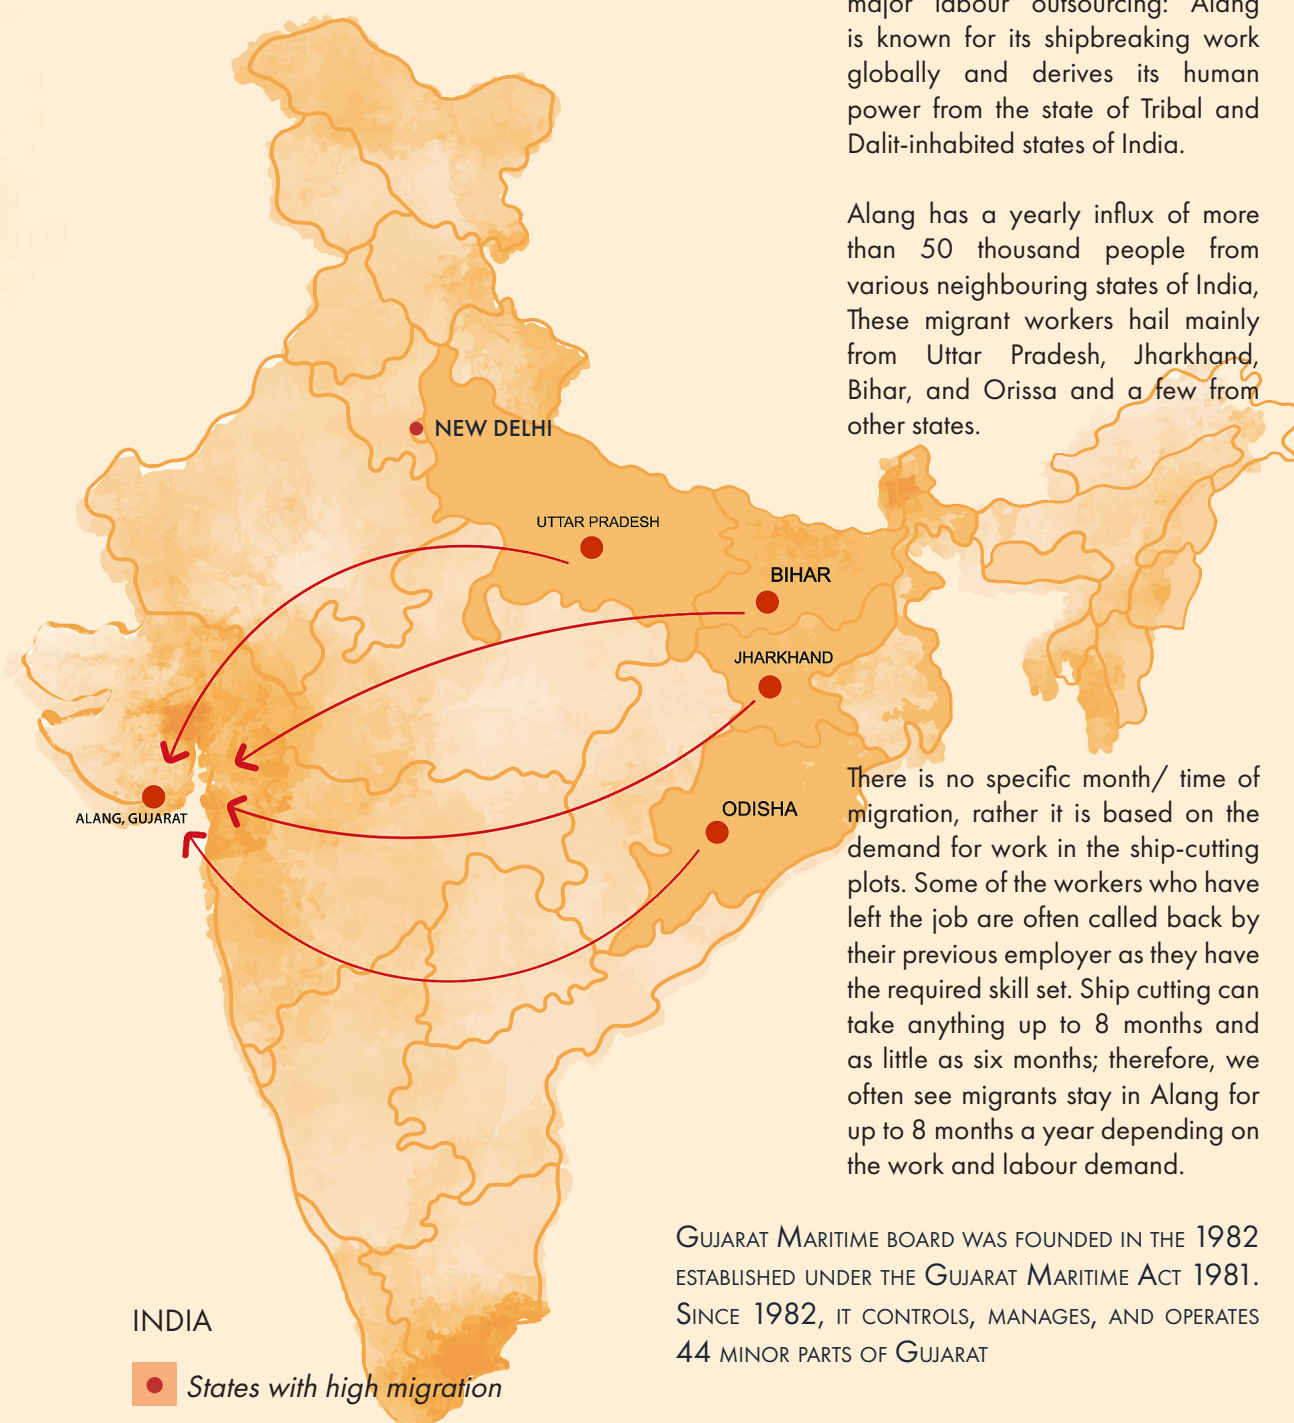 major labour outsourcing: Alang
is known for its shipbreaking work
globally and derives its human
power from the state of Tribal and
Dalit-inhabited states of India.
Alang has a yearly influx of more
than 50 thousand people from
various neighbouring states of India,
These migrant workers hail mainly
from Uttar Pradesh, Jharkhand,
Bihar, and Orissa and a few from
other states.
NEW DELHI
UTTAR PRADESH
BIHAR
JHARKHAND
ODISHA
ALANG, GUJARAT
There is no specific month/ time of
migration, rather it is based on the
demand for work in the ship-cutting
plots. Some of the workers who have
left the job are often called back by
their previous employer as they have
the required skill set. Ship cutting can
take anything up to 8 months and
as little as six months; therefore, we
often see migrants stay in Alang for
up to 8 months a year depending on
the work and labour demand.
Gujarat Maritime board was founded in the 1982
established under the Gujarat Maritime Act 1981.
Since 1982, it controls, manages, and operates
44 minor parts of Gujarat
INDIA
States with high migration